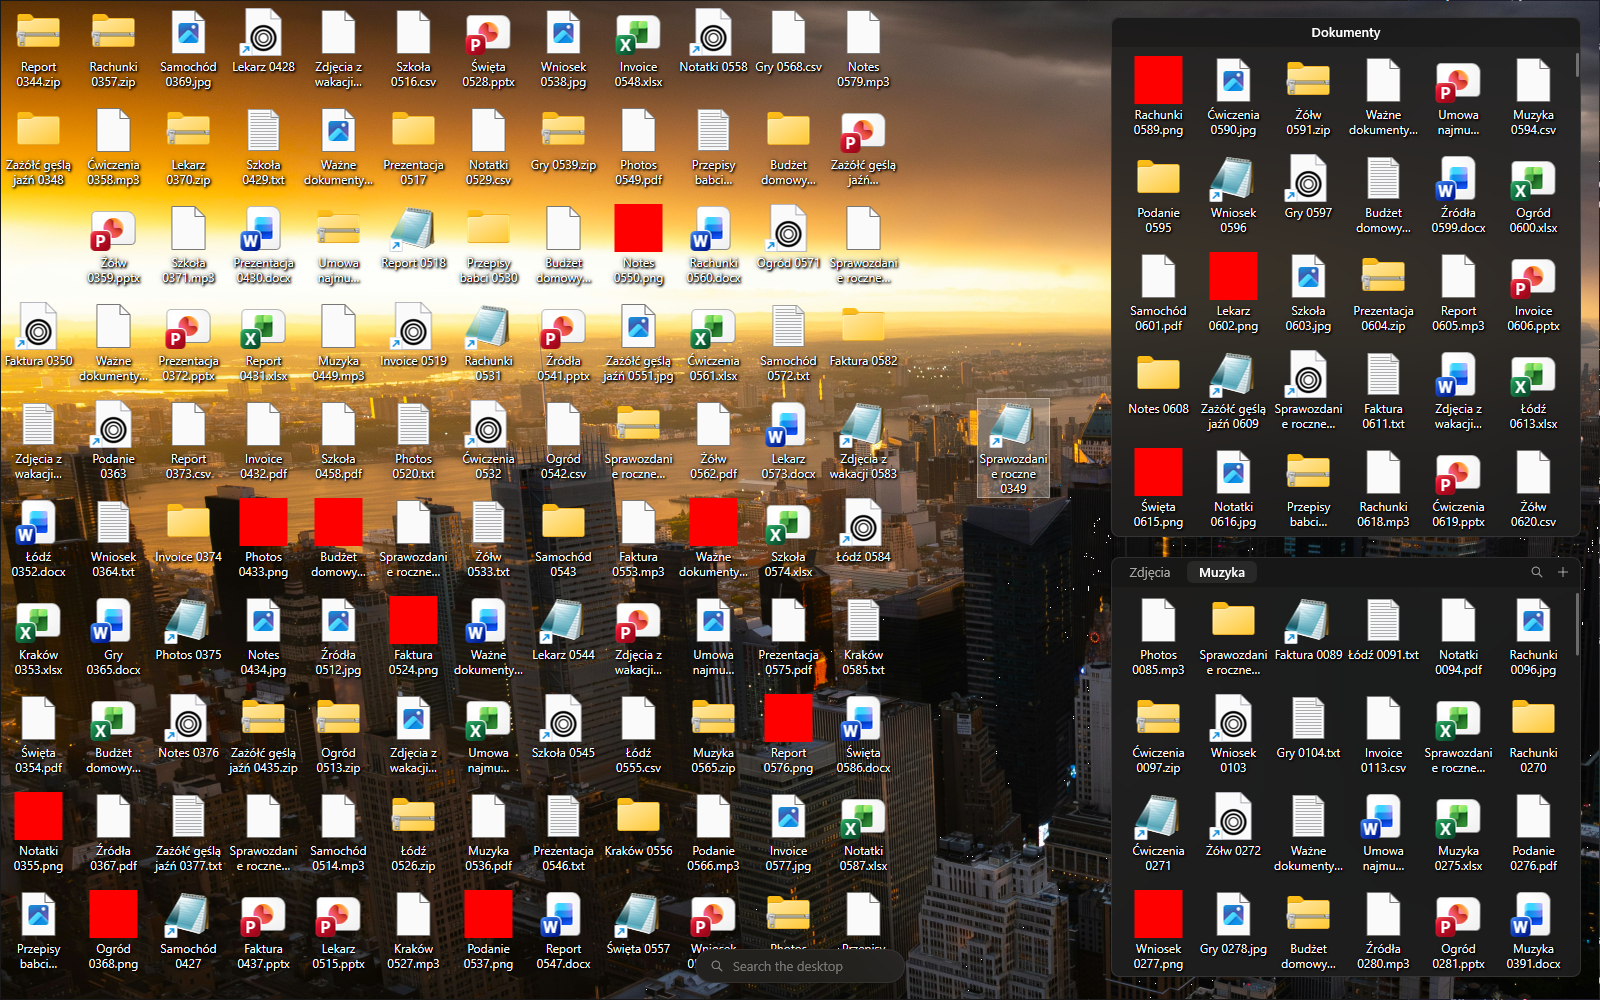 Report
0344.zip
Rachunki
0357.zip
Samochód
0369.jpg
Lekarz 0428
Zdjęcia z
wakacji...
Szkoła
0516.csv
Święta
0528.pptx
Wniosek
0538.jpg
Invoice
0548.xlsx
Notatki 0558
Gry 0568.csv
Notes
0579.mp3
Zażółć gęślą
jaźń 0348
Ćwiczenia
0358.mp3
Lekarz
0370.zip
Szkoła
0429.txt
Ważne
dokumenty...
Prezentacja
0517
Notatki
0529.csv
Gry 0539.zip
Photos
0549.pdf
Przepisy
babci...
Budżet
domowy...
Zażółć gęślą
jaźń...
Żółw
0359.pptx
Szkoła
0371.mp3
Prezentacja
0430.docx
Umowa
najmu...
Report 0518
Przepisy
babci 0530
Budżet
domowy...
Notes
0550.png
Rachunki
0560.docx
Ogród 0571
Sprawozdani
e roczne...
Faktura 0350
Ważne
dokumenty...
Prezentacja
0372.pptx
Report
0431.xlsx
Muzyka
0449.mp3
Invoice 0519
Rachunki
0531
Źródła
0541.pptx
Zażółć gęślą
jaźń 0551.jpg
Ćwiczenia
0561.xlsx
Samochód
0572.txt
Faktura 0582
Zdjęcia z
wakacji...
Podanie
0363
Report
0373.csv
Invoice
0432.pdf
Szkoła
0458.pdf
Photos
0520.txt
Ćwiczenia
0532
Ogród
0542.csv
Sprawozdani
e roczne...
Żółw
0562.pdf
Lekarz
0573.docx
Zdjęcia z
wakacji 0583
Sprawozdani
e roczne
0349
Łódź
0352.docx
Wniosek
0364.txt
Invoice 0374
Photos
0433.png
Budżet
domowy...
Sprawozdani
e roczne...
Żółw
0533.txt
Samochód
0543
Faktura
0553.mp3
Ważne
dokumenty...
Szkoła
0574.xlsx
Łódź 0584
Kraków
0353.xlsx
Gry
0365.docx
Photos 0375
Notes
0434.jpg
Źródła
0512.jpg
Faktura
0524.png
Ważne
dokumenty...
Lekarz 0544
Zdjęcia z
wakacji...
Umowa
najmu...
Prezentacja
0575.pdf
Kraków
0585.txt
Święta
0354.pdf
Budżet
domowy...
Notes 0376
Zażółć gęślą
jaźń 0435.zip
Ogród
0513.zip
Zdjęcia z
wakacji...
Umowa
najmu...
Szkoła 0545
Łódź
0555.csv
Muzyka
0565.zip
Report
0576.png
Święta
0586.docx
Notatki
0355.png
Źródła
0367.pdf
Zażółć gęślą
jaźń 0377.txt
Sprawozdani
e roczne...
Samochód
0514.mp3
Łódź
0526.zip
Muzyka
0536.pdf
Prezentacja
0546.txt
Kraków 0556
Podanie
0566.mp3
Invoice
0577.jpg
Notatki
0587.xlsx
Przepisy
babci...
Ogród
0368.png
Samochód
0427
Faktura
0437.pptx
Lekarz
0515.pptx
Kraków
0527.mp3
Podanie
0537.png
Report
0547.docx
Święta 0557
Wniosek
Photos
Przepisy
Search the desktop
Dokumenty
Rachunki
0589.png
Ćwiczenia
0590.jpg
Żółw
0591.zip
Ważne
dokumenty...
Umowa
najmu...
Muzyka
0594.csv
Podanie
0595
Wniosek
0596
Gry 0597
Budżet
domowy...
Źródła
0599.docx
Ogród
0600.xlsx
Samochód
0601.pdf
Lekarz
0602.png
Szkoła
0603.jpg
Prezentacja
0604.zip
Report
0605.mp3
Invoice
0606.pptx
Notes 0608
Zażółć gęślą
jaźń 0609
Sprawozdani
e roczne...
Faktura
0611.txt
Zdjęcia z
wakacji...
Łódź
0613.xlsx
Święta
0615.png
Notatki
0616.jpg
Przepisy
babci...
Rachunki
0618.mp3
Ćwiczenia
0619.pptx
Żółw
0620.csv
Zdjęcia
Muzyka
Photos
0085.mp3
Sprawozdani
e roczne...
Faktura 0089
Łódź 0091.txt
Notatki
0094.pdf
Rachunki
0096.jpg
Ćwiczenia
0097.zip
Wniosek
0103
Gry 0104.txt
Invoice
0113.csv
Sprawozdani
e roczne...
Rachunki
0270
Ćwiczenia
0271
Żółw 0272
Ważne
dokumenty...
Umowa
najmu...
Muzyka
0275.xlsx
Podanie
0276.pdf
Wniosek
0277.png
Gry 0278.jpg
Budżet
domowy...
Źródła
0280.mp3
Ogród
0281.pptx
Muzyka
0391.docx